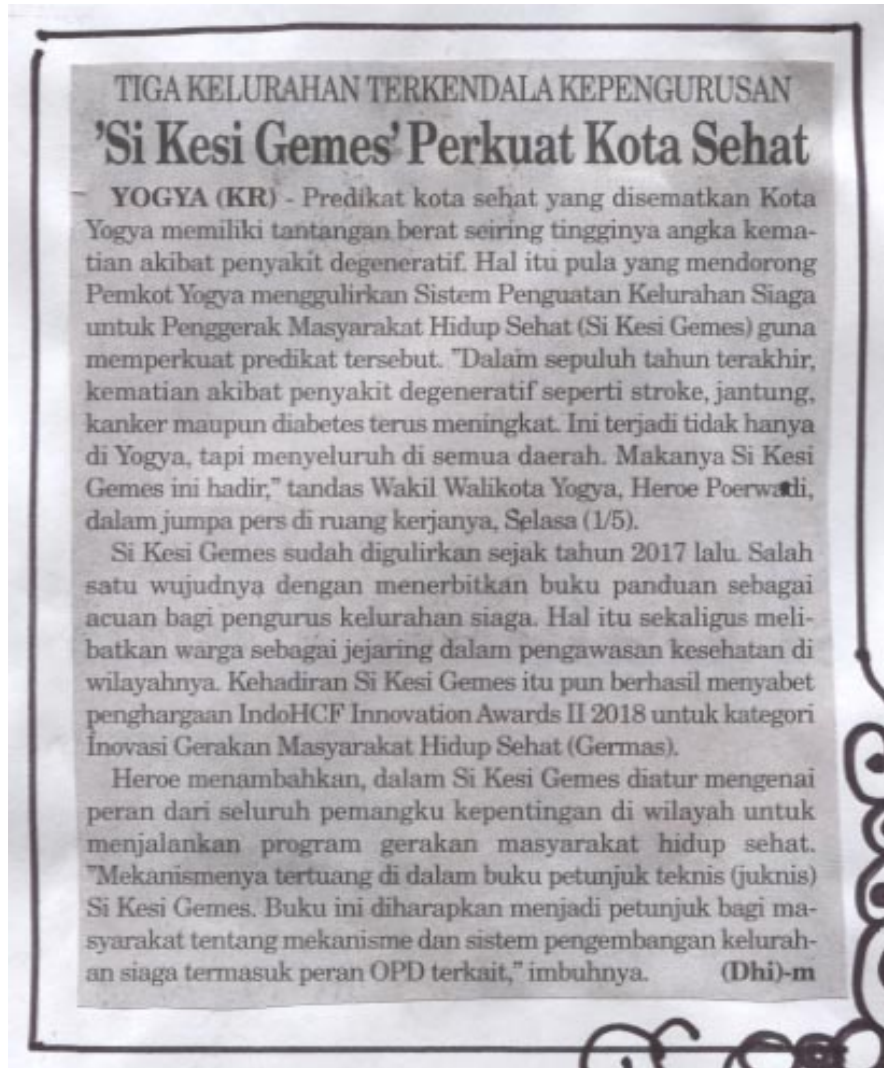 TIGA KELURAHAN TERKENDALA KEPENGURUSAN
'Si Kesi Gemes' Perkuat Kota Sehat
YOGYA (KR) - Predikat kota sehat yang disematkan Kota
Yogya memiliki tantangan berat seiring tingginya angka kema-
tian akibat penyakit degeneratif. Hal itu pula yang mendorong
Pemkot Yogya menggulirkan Sistem Penguatan Kelurahan Siaga
untuk Penggerak Masyarakat Hidup Sehat (Si Kesi Gemes) guna
memperkuat predikat tersebut. "Dalam sepuluh tahun terakhir,
kematian akibat penyakit degeneratif seperti stroke, jantung,
kanker maupun diabetes terus meningkat. Ini terjadi tidak hanya
di Yogya, tapi menyeluruh di semua daerah. Makanya Si Kesi
Gemes ini hadir," tandas Wakil Walikota Yogya, Heroe Poerwadi,
dalam jumpa pers di ruang kerjanya, Selasa (1/5).
Si Kesi Gemes sudah digulirkan sejak tahun 2017 lalu. Salah
satu wujudnya dengan menerbitkan buku panduan sebagai
acuan bagi pengurus kelurahan siaga. Hal itu sekaligus meli-
batkan warga sebagai jejaring dalam pengawasan kesehatan di
wilayahnya. Kehadiran Si Kesi Gemes itu pun berhasil menyabet
penghargaan IndoHCF Innovation Awards II 2018 untuk kategori
Inovasi Gerakan Masyarakat Hidup Sehat (Germas).
Heroe menambahkan, dalam Si Kesi Gemes diatur mengenai
peran dari seluruh pemangku kepentingan di wilayah untuk
menjalankan program gerakan masyarakat hidup sehat.
"Mekanismenya tertuang di dalam buku petunjuk teknis (juknis)
Si Kesi Gemes. Buku ini diharapkan menjadi petunjuk bagi ma-
syarakat tentang mekanisme dan sistem pengembangan kelurah-
an siaga termasuk peran OPD terkait," imbuhnya. (Dhi)-m